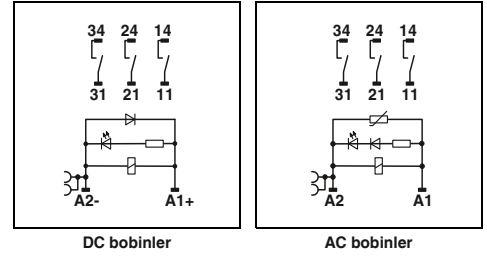 34 24 14
31 21 11
A2- A1+
DC bobinler
34 24 14
31 21 11
A2 A1
AC bobinler